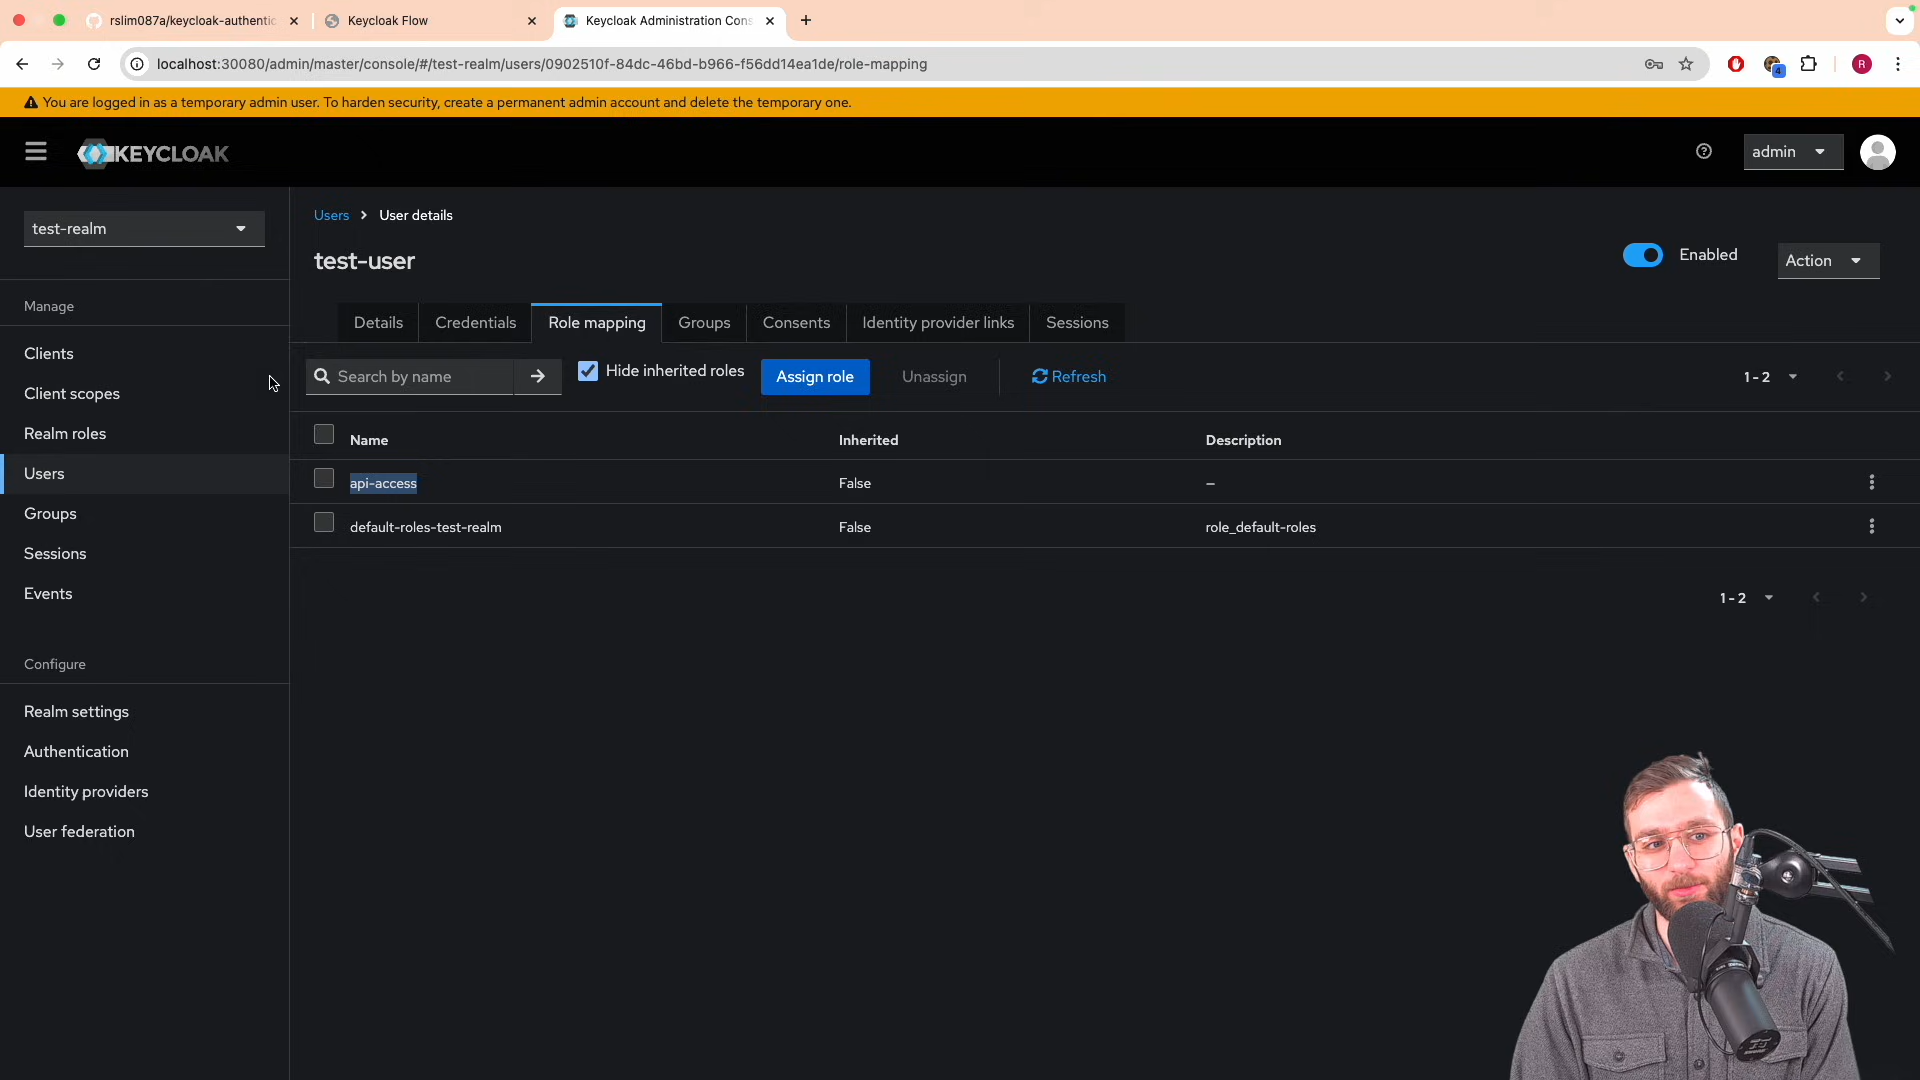 rslim087a/keycloak-authentic
Keycloak Flow
Keycloak Administration Cons
localhost:30080/admin/master/console/#/test-realm/users/0902510f-84dc-46bd-b966-f56dd14ea1de/role-mapping
4
R
You are logged in as a temporary admin user. To harden security, create a permanent admin account and delete the temporary one.
KEYCLOAK
admin
test-realm
Users
User details
test-user
Enabled
Action
Manage
Details
Credentials
Role mapping
Groups
Consents
Identity provider links
Sessions
Clients
Client scopes
Realm roles
Users
Groups
Sessions
Events
Search by name
Hide inherited roles
Assign role
Unassign
Refresh
1 - 2
Name
Inherited
Description
api-access
False
–
default-roles-test-realm
False
role_default-roles
1 - 2
Configure
Realm settings
Authentication
Identity providers
User federation